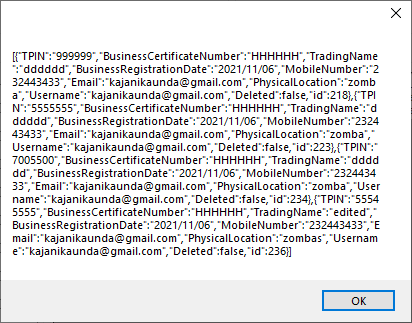 [{"TPIN":"999999","BusinessCertificateNumber":"HHHHHH","TradingName
":"dddddd","BusinessRegistrationDate":"2021/11/06","MobileNumber":"2
32443433","Email":"kajanikaunda@gmail.com","PhysicalLocation":"zomb
a","Username":"kajanikaunda@gmail.com","Deleted":false,"id":218},{"TPI
N":"5555555","BusinessCertificateNumber":"HHHHHH","TradingName":"d
ddddd","BusinessRegistrationDate":"2021/11/06","MobileNumber":"2324
43433","Email":"kajanikaunda@gmail.com","PhysicalLocation":"zomba","
Username":"kajanikaunda@gmail.com","Deleted":false,"id":223},{"TPIN":"
7005500","BusinessCertificateNumber":"HHHHHH","TradingName":"dddd
dd","BusinessRegistrationDate":"2021/11/06","MobileNumber":"2324434
33","Email":"kajanikaunda@gmail.com","PhysicalLocation":"zomba","User
name":"kajanikaunda@gmail.com","Deleted":false,"id":234},{"TPIN":"5554
5555","BusinessCertificateNumber":"HHHHHH","TradingName":"edited","
BusinessRegistrationDate":"2021/11/06","MobileNumber":"232443433","E
mail":"kajanikaunda@gmail.com","PhysicalLocation":"zombas","Usernam
e":"kajanikaunda@gmail.com","Deleted":false,"id":236}]
OK